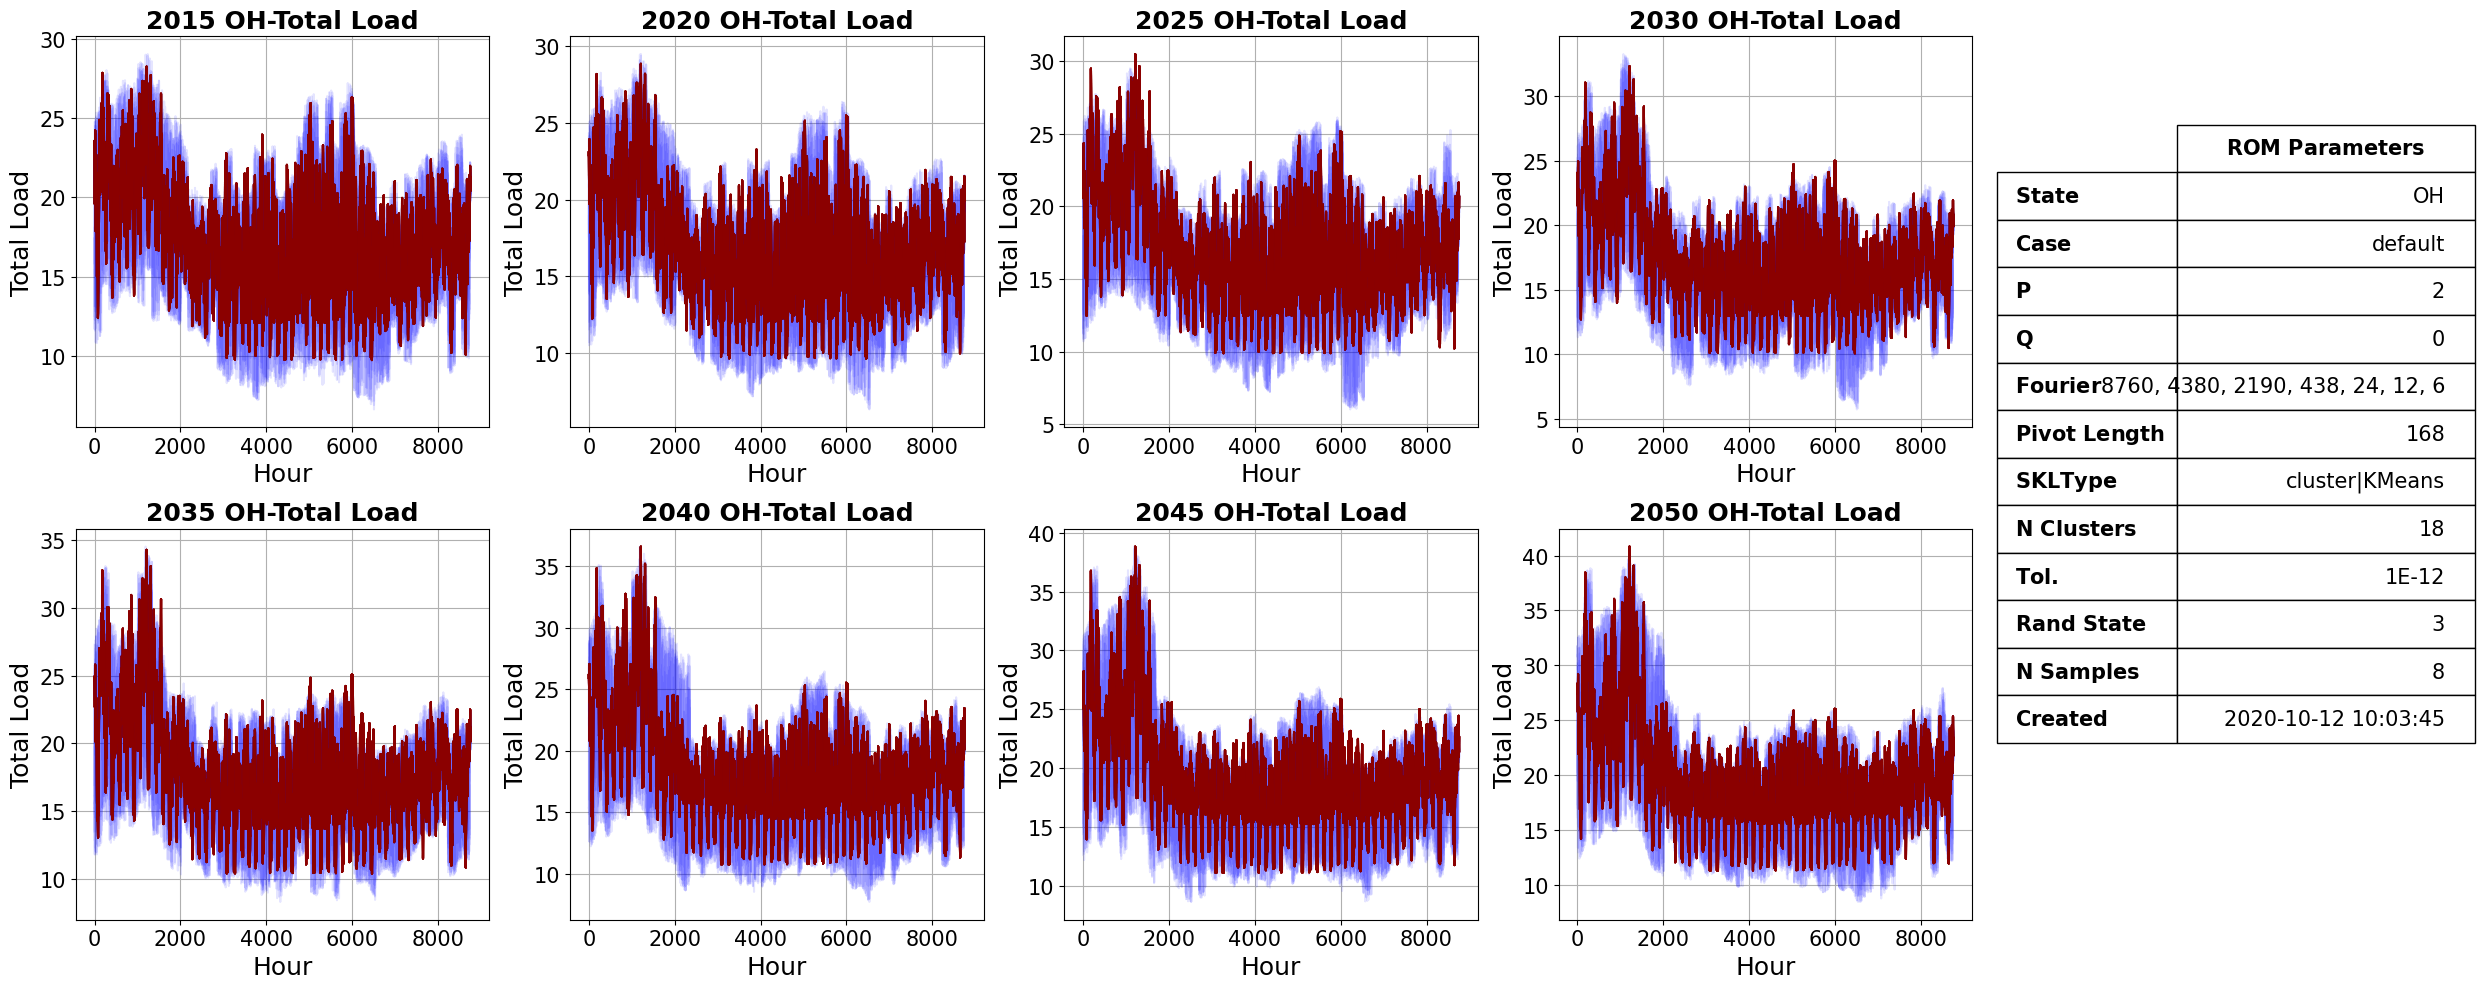 2015 OH-Total Load
30
25
20
15
10
Total Load
0 2000 4000 6000 8000
Hour
2020 OH-Total Load
30
25
20
15
10
Total Load
0 2000 4000 6000 8000
Hour
2025 OH-Total Load
30
25
20
15
10
5
Total Load
0 2000 4000 6000 8000
Hour
2030 OH-Total Load
30
25
20
15
10
5
Total Load
0 2000 4000 6000 8000
Hour
2035 OH-Total Load
35
30
25
20
15
10
Total Load
0 2000 4000 6000 8000
Hour
2040 OH-Total Load
35
30
25
20
15
10
Total Load
0 2000 4000 6000 8000
Hour
2045 OH-Total Load
40
35
30
25
20
15
10
Total Load
0 2000 4000 6000 8000
Hour
2050 OH-Total Load
40
35
30
25
20
15
10
Total Load
0 2000 4000 6000 8000
Hour
ROM Parameters
State OH
Case default
P 2
Q 0
Fourier 8760, 4380, 2190, 438, 24, 12, 6
Pivot Length 168
SKLType cluster|KMeans
N Clusters 18
Tol. 1E-12
Rand State 3
N Samples 8
Created 2020-10-12 10:03:45